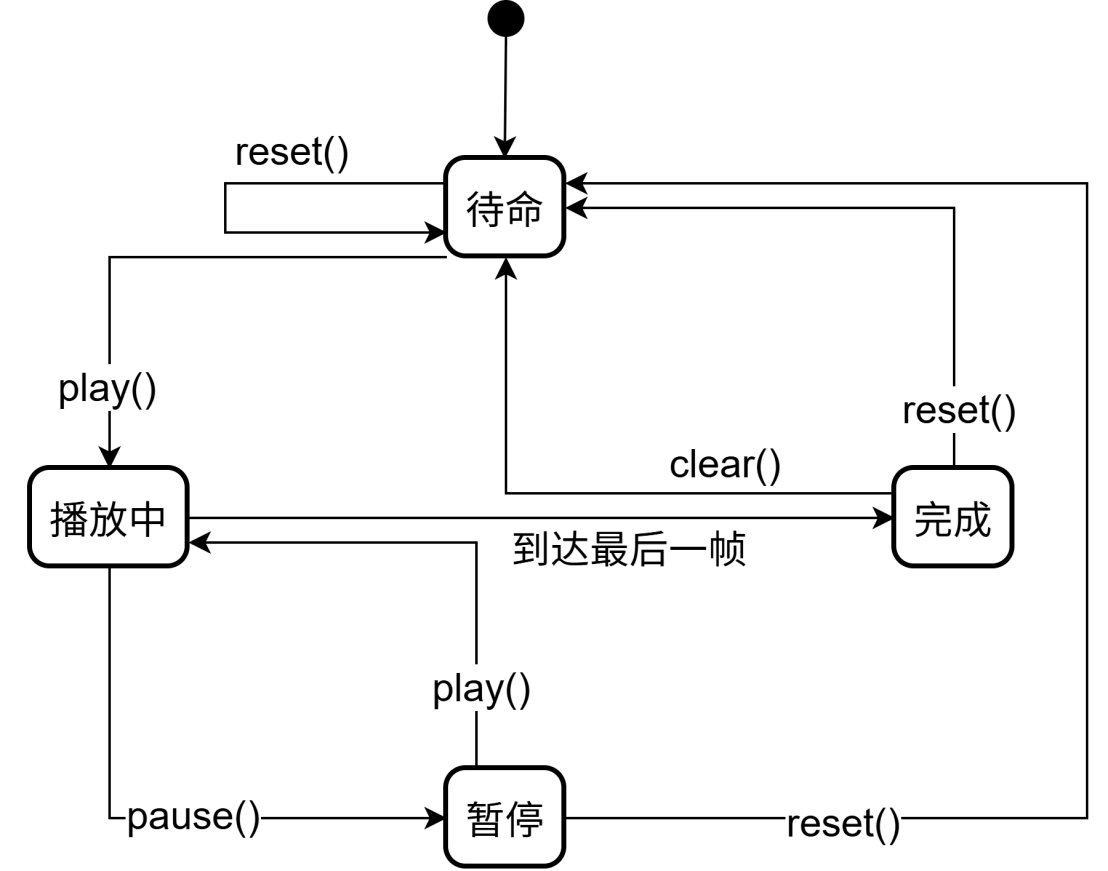 reset()
待命
play()
reset()
clear()
播放中
完成
到达最后一帧
play()
pause()
暂停
reset()